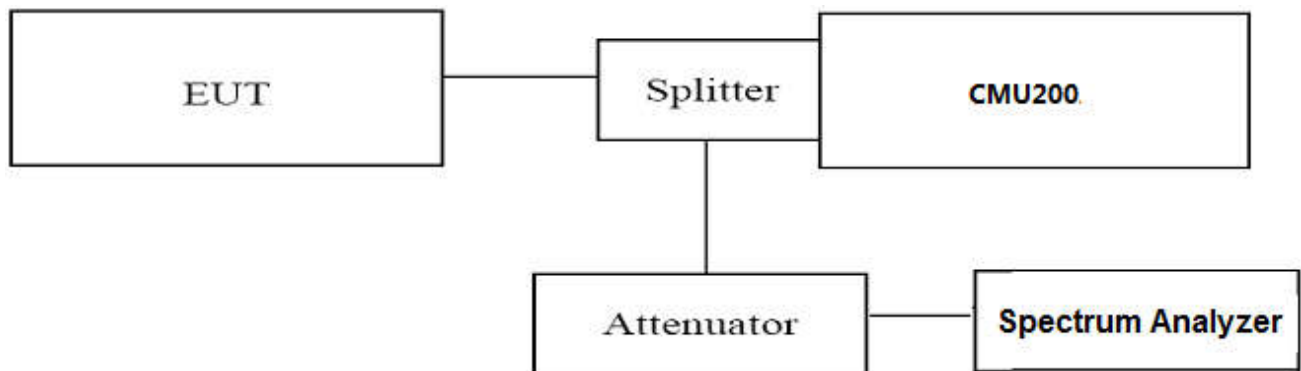 EUT
Splitter
CMU200.
Attenuator
Spectrum Analyzer